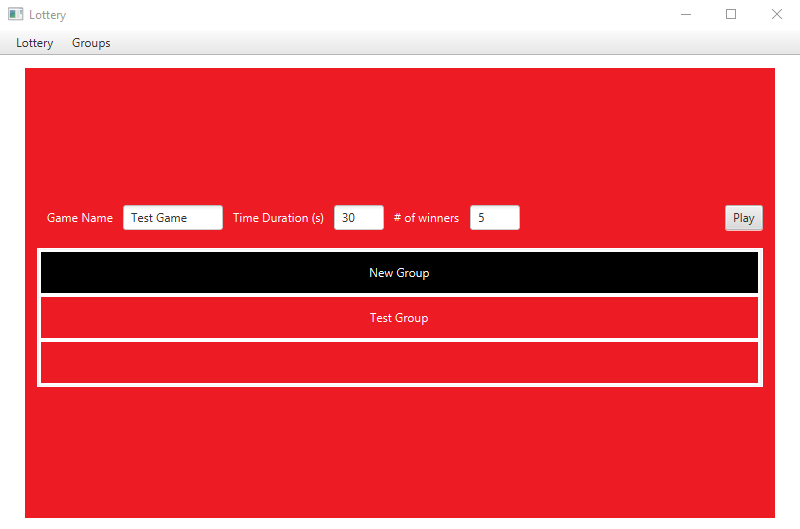 Lottery
Lottery Groups
Game Name Test Game Time Duration (s) 30 # of winners 5 Play
New Group
Test Group